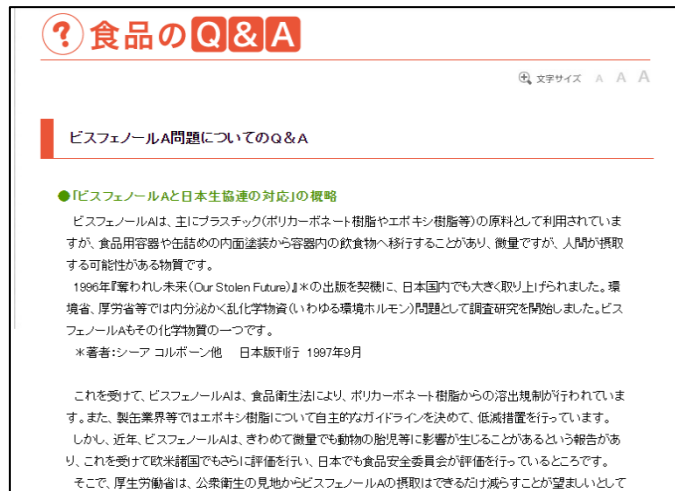 ? 食品のQ&A
文字サイズ A A A
ビスフェノールA問題についてのQ&A
●「ビスフェノールAと日本生協連の対応」の概略
ビスフェノールAは、主にプラスチック(ポリカーボネート樹脂やエポキシ樹脂等)の原料として利用されていま
すが、食品用容器や缶詰めの内面塗装から容器内の飲食物へ移行することがあり、微量ですが、人間が摂取
する可能性がある物質です。
1996年『奪われし未来(Our Stolen Future)』*の出版を契機に、日本国内でも大きく取り上げられました。環
境省、厚労省等では内分泌かく乱化学物資(いわゆる環境ホルモン)問題として調査研究を開始しました。ビス
フェノールAもその化学物質の一つです。
*著者:シーア コルボーン他 日本版刊行 1997年9月
これを受けて、ビスフェノールAは、食品衛生法により、ポリカーボネート樹脂からの溶出規制が行われていま
す。また、製缶業界等ではエポキシ樹脂について自主的なガイドラインを決めて、低減措置を行っています。
しかし、近年、ビスフェノールAは、きわめて微量でも動物の胎児等に影響が生じることがあるという報告があ
り、これを受けて欧米諸国でもさらに評価を行い、日本でも食品安全委員会が評価を行っているところです。
そこで、厚生労働省は、公衆衛生の見地からビスフェノールAの摂取はできるだけ減らすことが望ましいとして